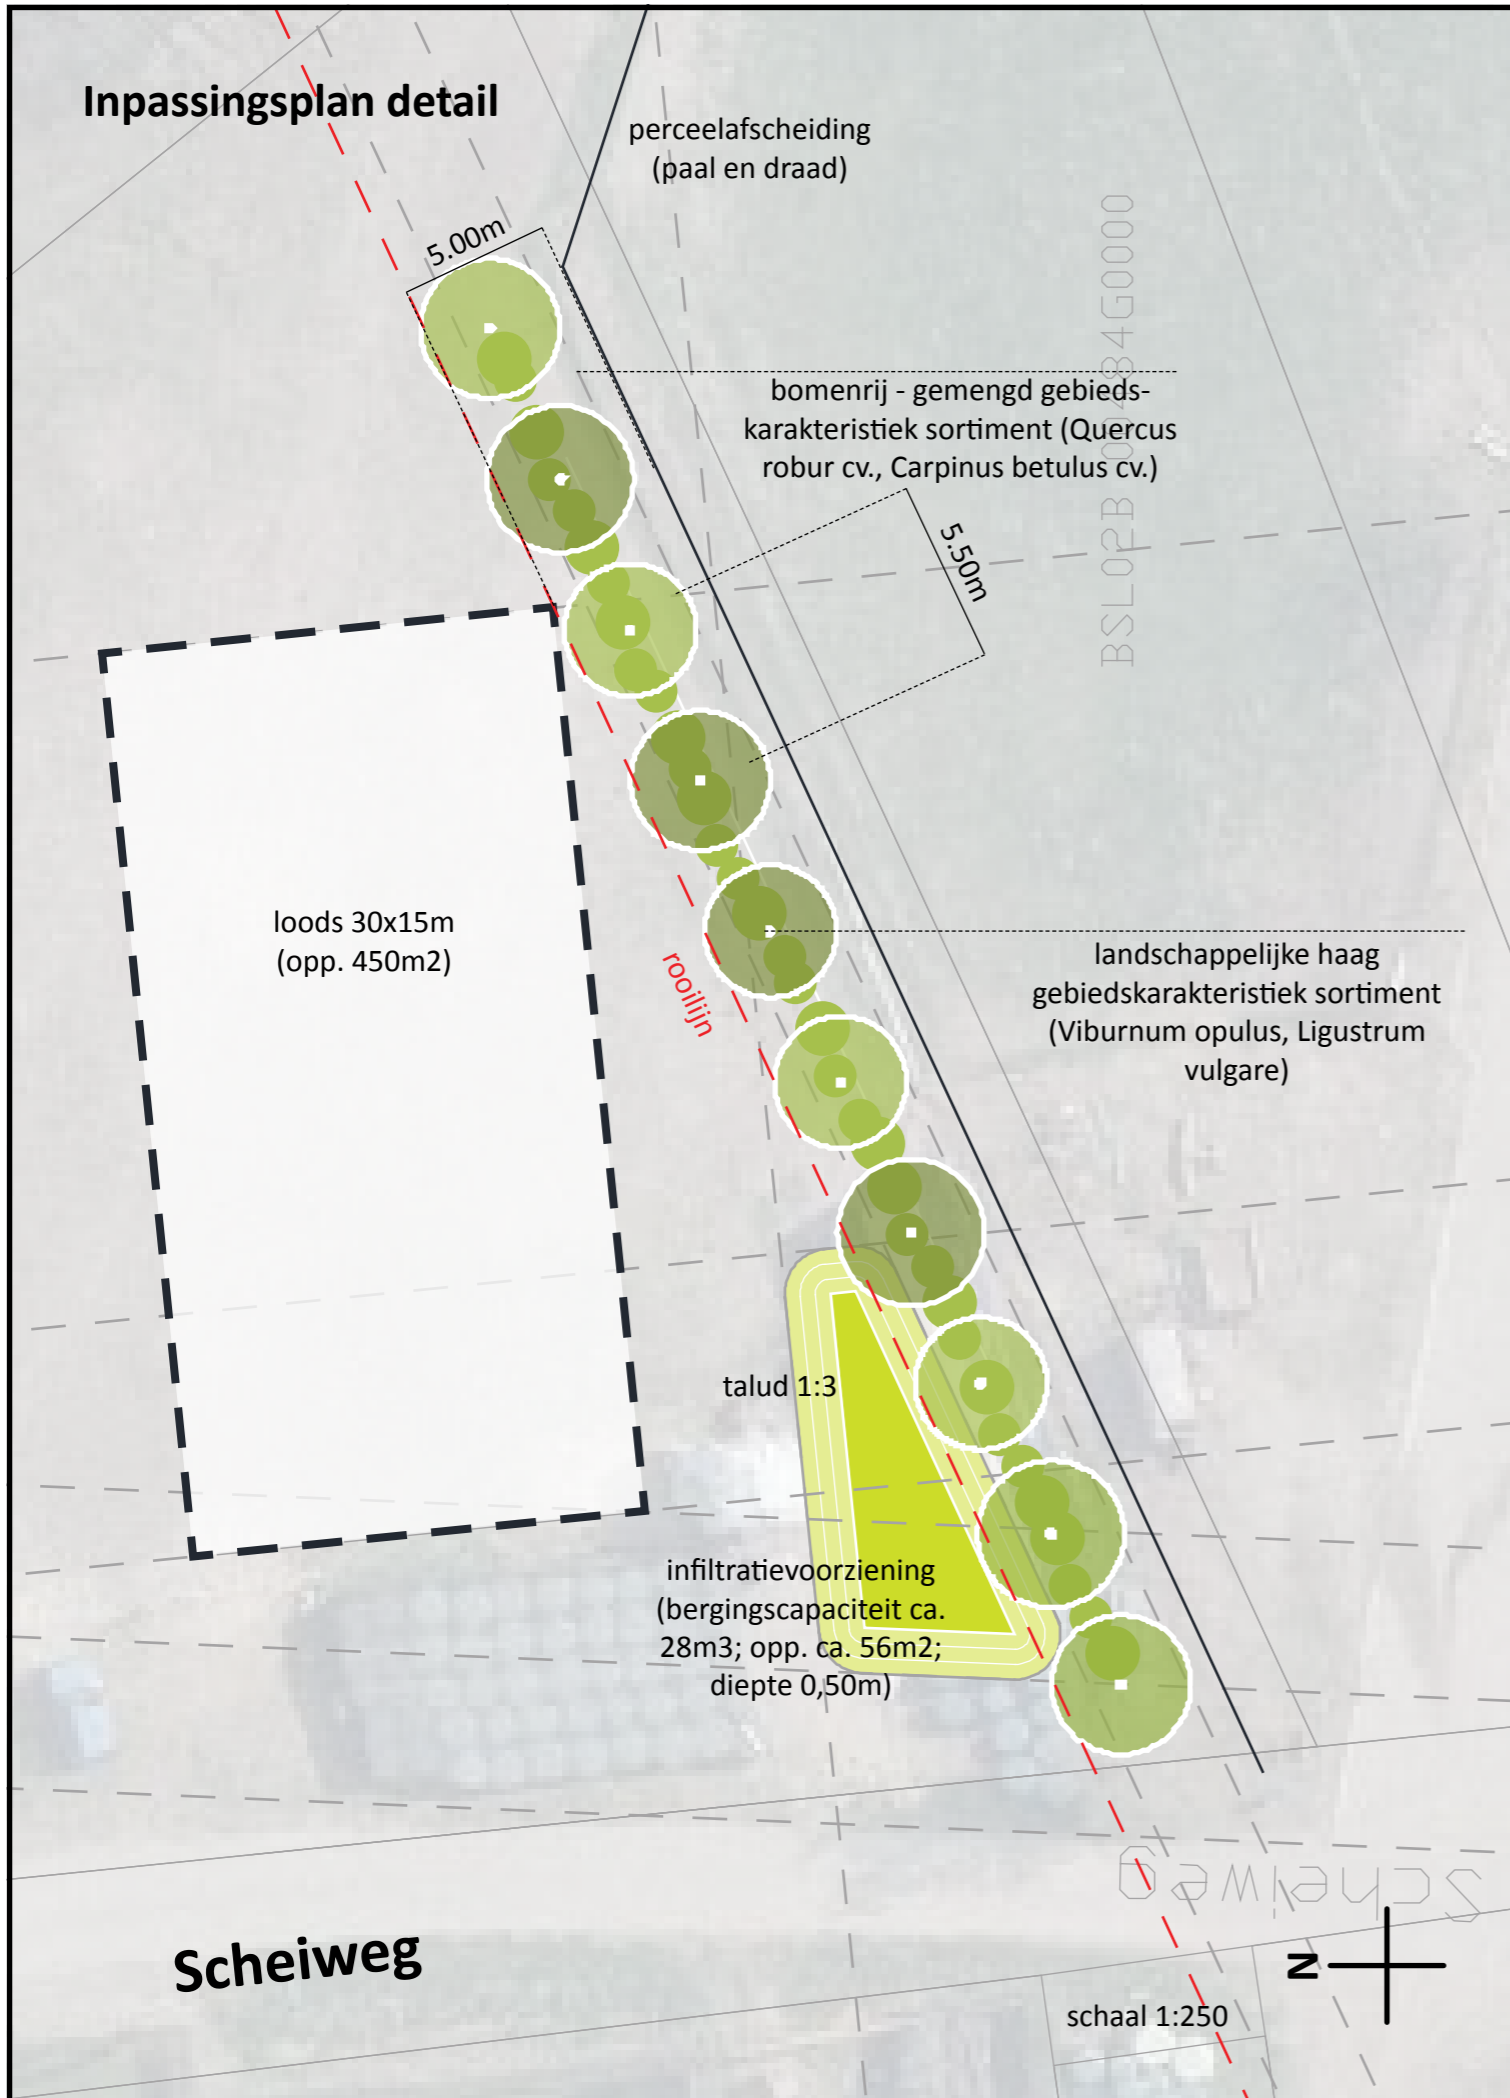 Inpassingsplan detail
perceelafscheiding
(paal en draad)
5.00m
BSL02B 00484G0000
bomenrij - gemengd gebieds-
karakteristiek sortiment (Quercus
robur cv., Carpinus betulus cv.)
5.50m
loods 30x15m
(opp. 450m2)
rooilijn
landschappelijke haag
gebiedskarakteristiek sortiment
(Viburnum opulus, Ligustrum
vulgare)
talud 1:3
infiltratievoorziening
(bergingscapaciteit ca.
28m3; opp. ca. 56m2;
diepte 0,50m)
Scheiweg
Scheiweg
N
schaal 1:250